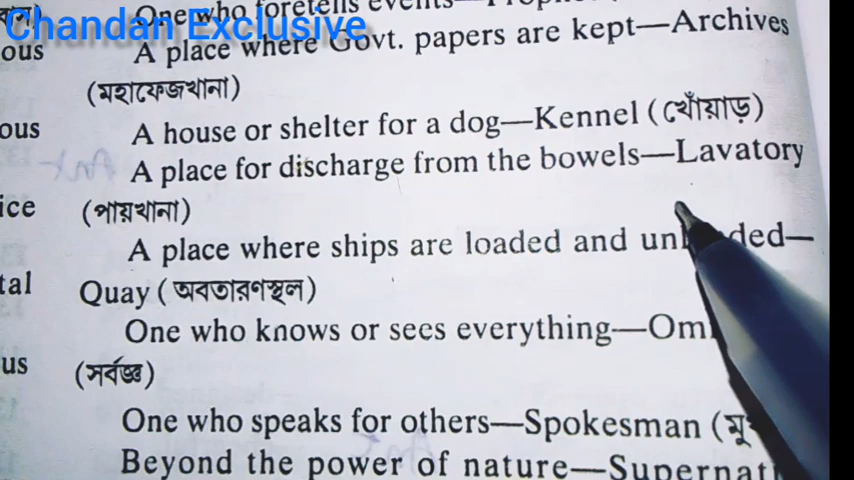 Chandan Exclusive
One who foretells events—
ous A place where Govt. papers are kept—Archives
(মহাফেজখানা)
ous A house or shelter for a dog—Kennel (খোঁয়াড়)
A place for discharge from the bowels—Lavatory
ice (পায়খানা)
A place where ships are loaded and
tal Quay (অবতারণস্থল)
One who knows or sees everything—
us (সর্বজ্ঞ)
One who speaks for others—Spokesman
Beyond the power of nature—